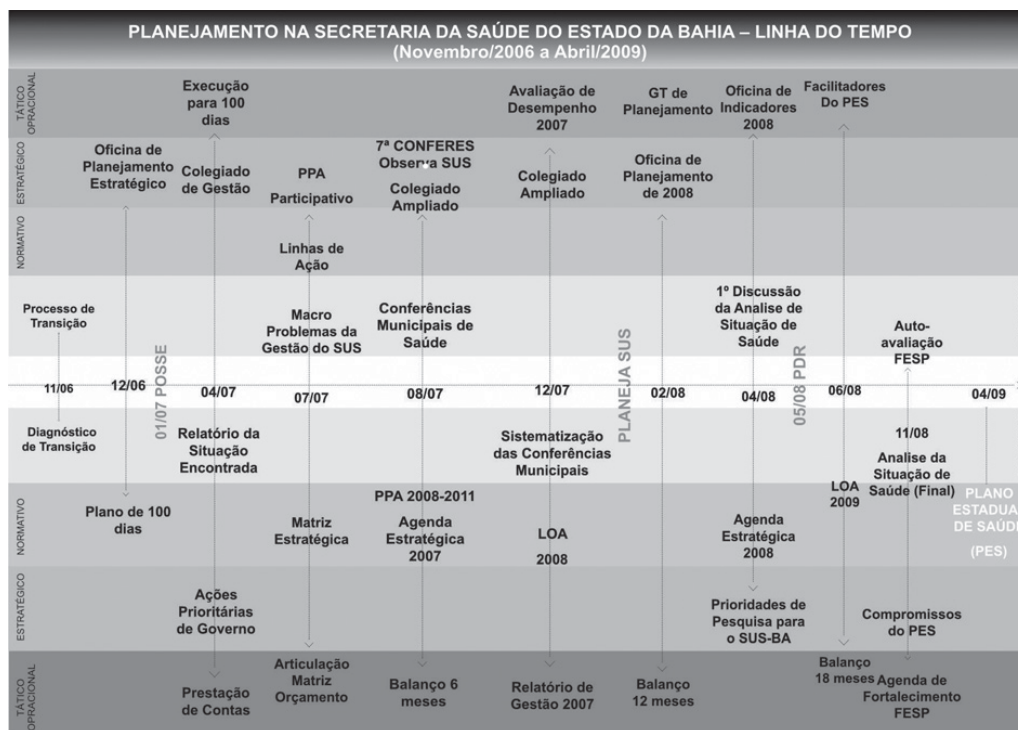 PLANEJAMENTO NA SECRETARIA DA SAÚDE DO ESTADO DA BAHIA – LINHA DO TEMPO
(Novembro/2006 a Abril/2009)
TÁTICO
OPRACIONAL
Execução
para 100
dias
Avaliação de
Desempenho
2007
GT de
Planejamento
Oficina de
Indicadores
2008
Facilitadores
Do PES
ESTRATÉGICO
Oficina de
Planejamento
Estratégico
Colegiado
de Gestão
PPA
Participativo
7ª CONFERES
Observa SUS
Colegiado
Ampliado
Colegiado
Ampliado
Oficina de
Planejamento
de 2008
NORMATIVO
Linhas de
Ação
Processo de
Transição
Macro
Problemas da
Gestão do SUS
Conferências
Municipais de
Saúde
1º Discussão
da Analise de
Situação de
Saúde
Auto-
avaliação
FESP
11/06
12/06
01/07 POSSE
04/07
07/07
08/07
12/07
PLANEJA SUS
02/08
04/08
05/08 PDR
06/08
04/09
Diagnóstico
de Transição
Relatório da
Situação
Encontrada
Sistematização
das Conferências
Municipais
11/08
Analise da
Situação de
Saúde (Final)
NORMATIVO
Plano de 100
dias
Matriz
Estratégica
PPA 2008-2011
Agenda
Estratégica
2007
LOA
2008
Agenda
Estratégica
2008
LOA
2009
PLANO
ESTADUA
DE SAÚDE
(PES)
ESTRATÉGICO
Ações
Prioritárias
de Governo
Prioridades de
Pesquisa para
o SUS-BA
Compromissos
do PES
TÁTICO
OPRACIONAL
Prestação
de Contas
Articulação
Matriz
Orçamento
Balanço 6
meses
Relatório de
Gestão 2007
Balanço
12 meses
Balanço
18 meses
Agenda de
Fortalecimento
FESP